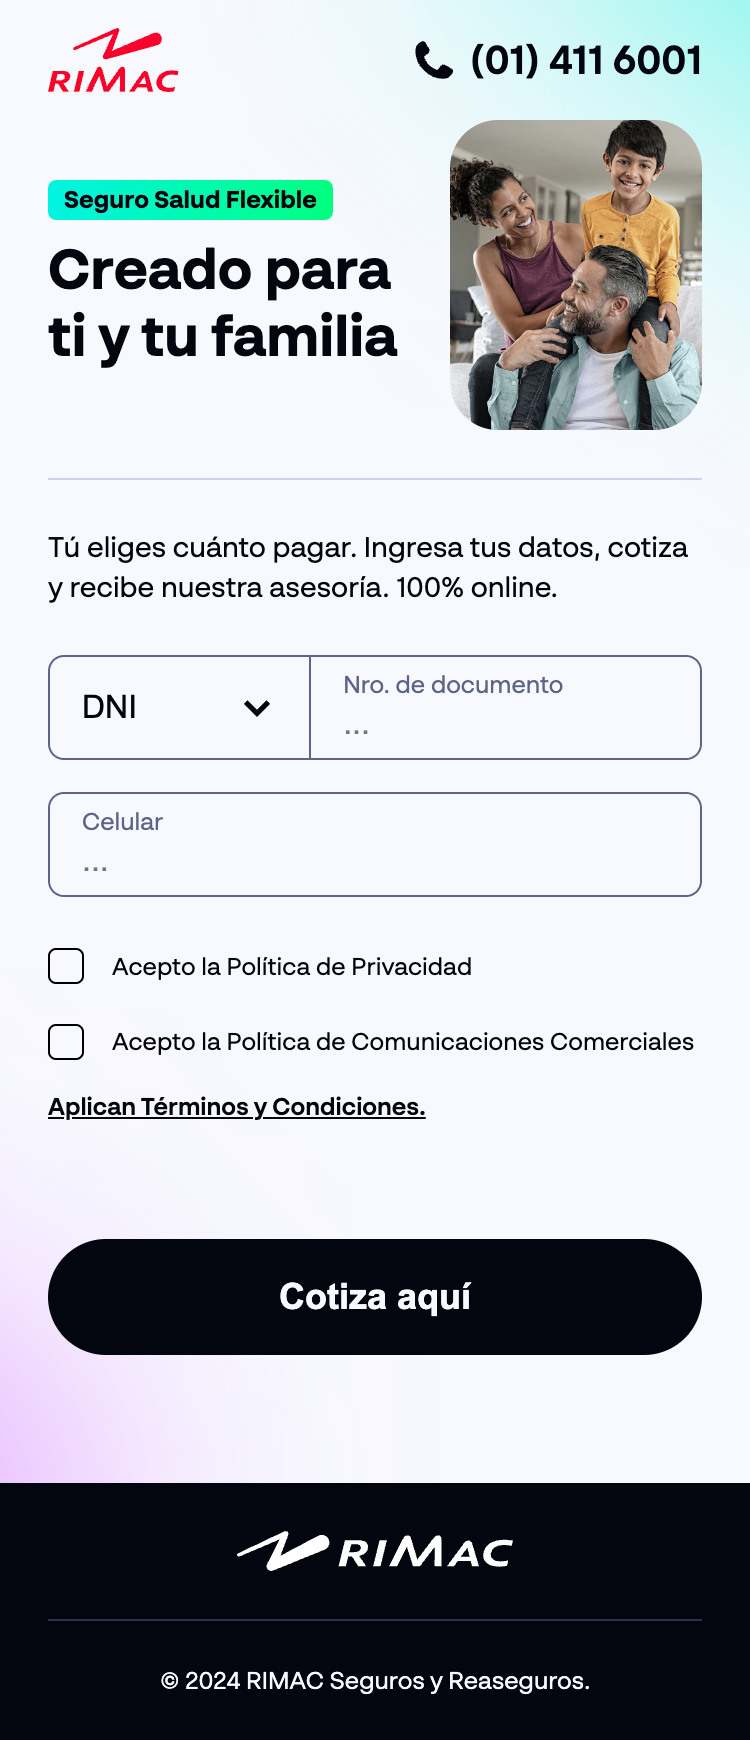 RIMAC
(01) 411 6001
Seguro Salud Flexible
Creado para
ti y tu familia
Tú eliges cuánto pagar. Ingresa tus datos, cotiza
y recibe nuestra asesoría. 100% online.
DNI
Nro. de documento
...
Celular
...
Acepto la Política de Privacidad
Acepto la Política de Comunicaciones Comerciales
Aplican Términos y Condiciones.
Cotiza aquí
RIMAC
© 2024 RIMAC Seguros y Reaseguros.